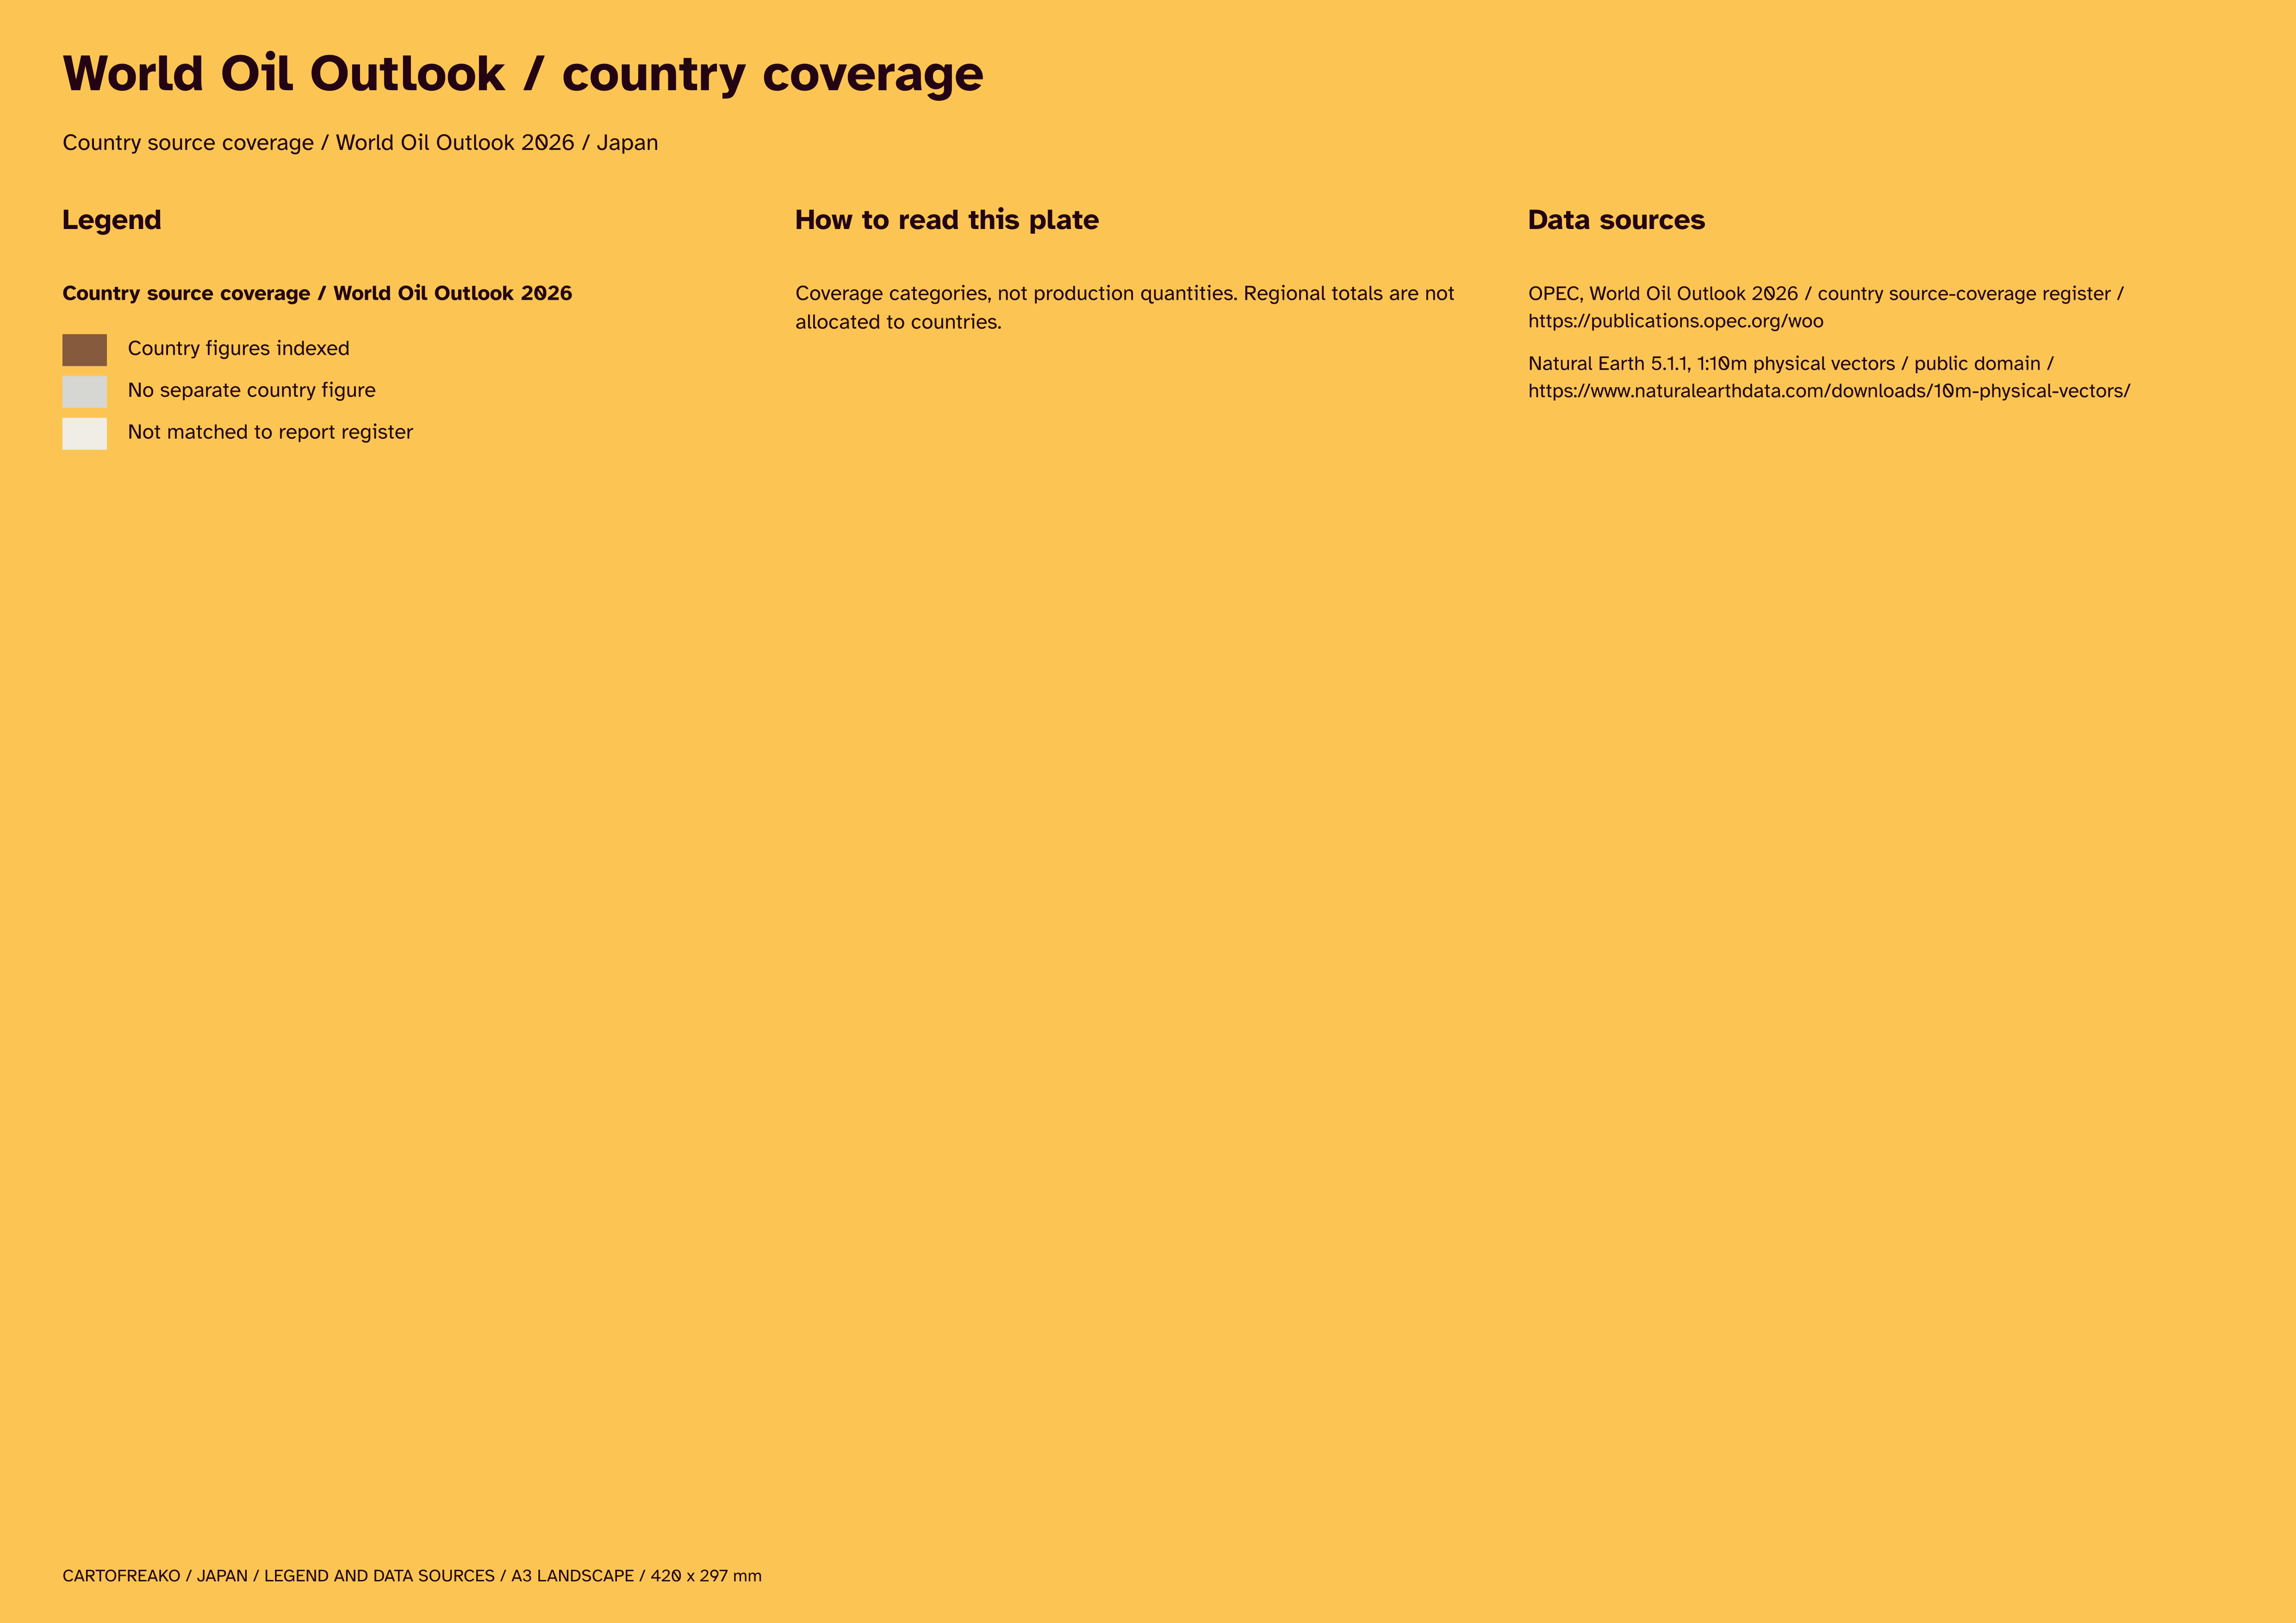 World Oil Outlook / country coverage
Country source coverage / World Oil Outlook 2026 / Japan
Legend
Country source coverage / World Oil Outlook 2026
Country figures indexed
No separate country figure
Not matched to report register
How to read this plate
Coverage categories, not production quantities. Regional totals are not
allocated to countries.
Data sources
OPEC, World Oil Outlook 2026 / country source-coverage register /
https://publications.opec.org/woo
Natural Earth 5.1.1, 1:10m physical vectors / public domain /
https://www.naturalearthdata.com/downloads/10m-physical-vectors/
CARTOFREAKO / JAPAN / LEGEND AND DATA SOURCES / A3 LANDSCAPE / 420 x 297 mm